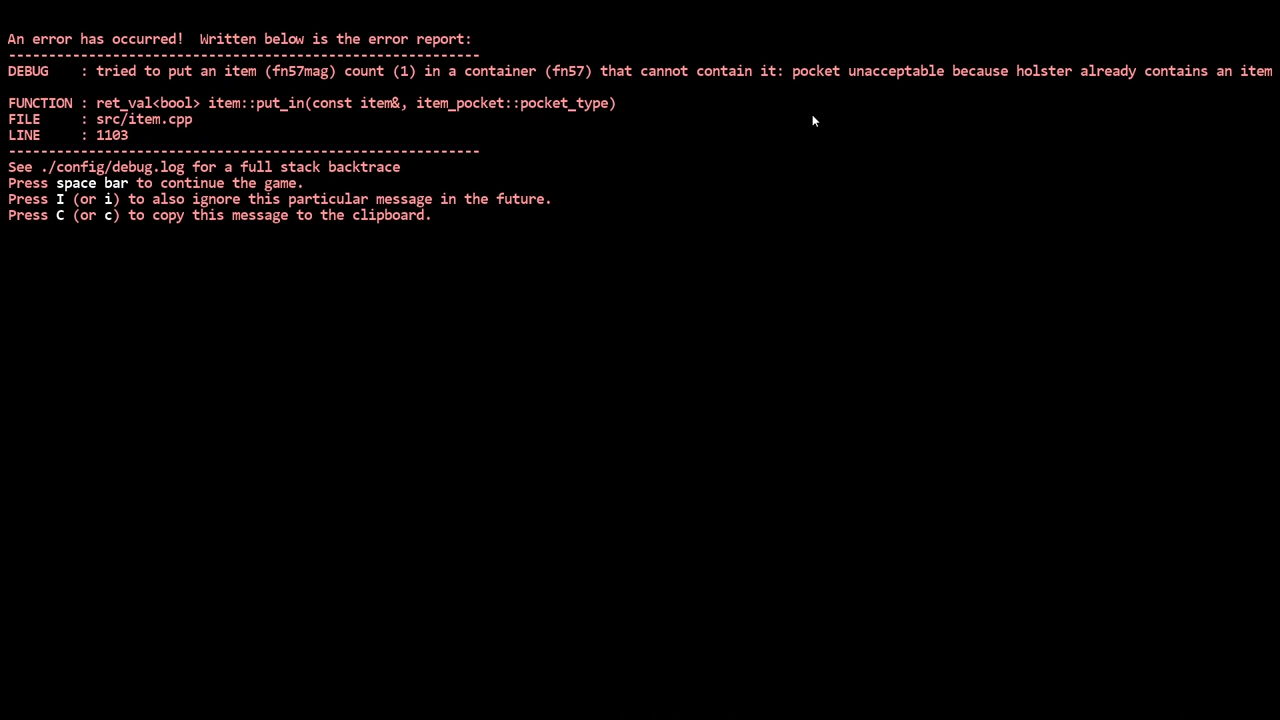 An error has occurred!  Written below is the error report:
-----------------------------------------------------------
DEBUG    : tried to put an item (fn57mag) count (1) in a container (fn57) that cannot contain it: pocket unacceptable because holster already contains an item
FUNCTION : ret_val<bool> item::put_in(const item&, item_pocket::pocket_type)
FILE     : src/item.cpp
LINE     : 1103
-----------------------------------------------------------
See ./config/debug.log for a full stack backtrace
Press space bar to continue the game.
Press I (or i) to also ignore this particular message in the future.
Press C (or c) to copy this message to the clipboard.